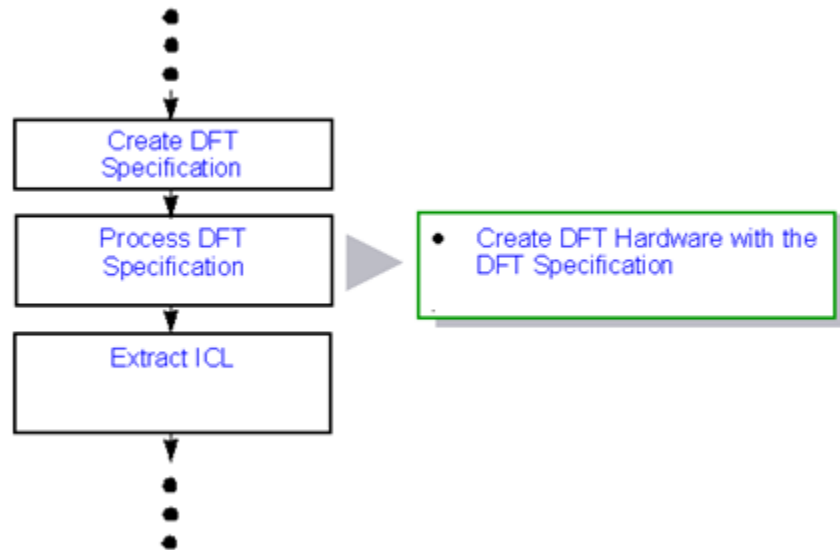 Create DFT
Specification
Process DFT
Specification
• Create DFT Hardware with the
DFT Specification
.
Extract ICL